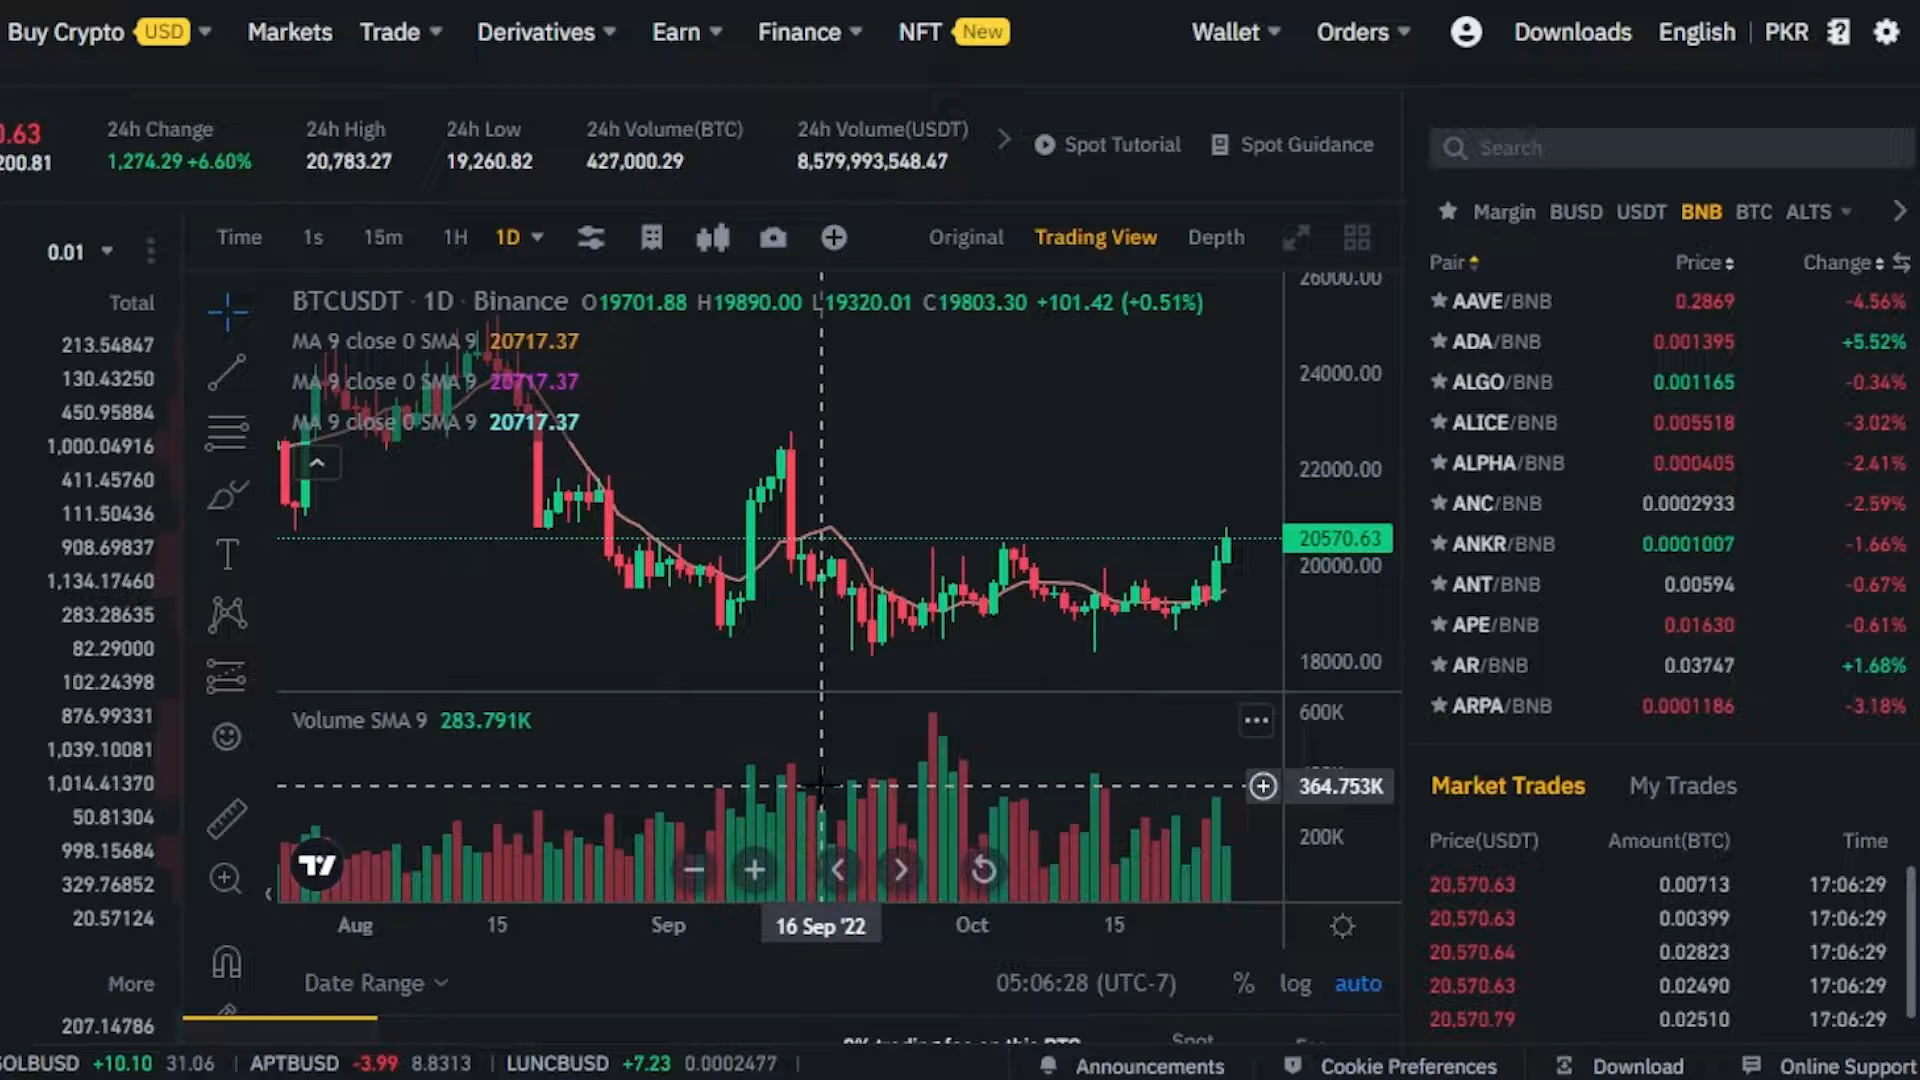 Buy Crypto USD Markets Trade Derivatives Earn Finance NFT New Wallet Orders Downloads English | PKR
0.63
200.81
24h Change
1,274.29 +6.60%
24h High
20,783.27
24h Low
19,260.82
24h Volume(BTC)
427,000.29
24h Volume(USDT)
8,579,993,548.47
Spot Tutorial Spot Guidance
0.01
Total
213.54847
130.43250
450.95884
1,000.04916
411.45760
111.50436
908.69837
1,134.17460
283.28635
82.29000
102.24398
876.99331
1,039.10081
1,014.41370
50.81304
998.15684
329.76852
20.57124
More
207.14786
Time 1s 15m 1H 1D Original Trading View Depth
BTCUSDT · 1D · Binance O19701.88 H19890.00 L19320.01 C19803.30 +101.42 (+0.51%)
MA 9 close 0 SMA 9 20717.37
MA 9 close 0 SMA 9 20717.37
MA 9 close 0 SMA 9 20717.37
26000.00
24000.00
22000.00
20570.63
20000.00
18000.00
Volume SMA 9 283.791K
600K
364.753K
200K
Aug 15 Sep 16 Sep '22 Oct 15
Date Range 05:06:28 (UTC-7) % log auto
Search
Margin BUSD USDT BNB BTC ALTS
Pair Price Change
AAVE/BNB 0.2869 -4.56%
ADA/BNB 0.001395 +5.52%
ALGO/BNB 0.001165 -0.34%
ALICE/BNB 0.005518 -3.02%
ALPHA/BNB 0.000405 -2.41%
ANC/BNB 0.0002933 -2.59%
ANKR/BNB 0.0001007 -1.66%
ANT/BNB 0.00594 -0.67%
APE/BNB 0.01630 -0.61%
AR/BNB 0.03747 +1.68%
ARPA/BNB 0.0001186 -3.18%
Market Trades My Trades
Price(USDT) Amount(BTC) Time
20,570.63 0.00713 17:06:29
20,570.63 0.00399 17:06:29
20,570.64 0.02823 17:06:29
20,570.63 0.02490 17:06:29
20,570.79 0.02510 17:06:29
SOLBUSD +10.10 31.06 | APTBUSD -3.99 8.8313 | LUNCBUSD +7.23 0.0002477 |
Announcements Cookie Preferences Download Online Support